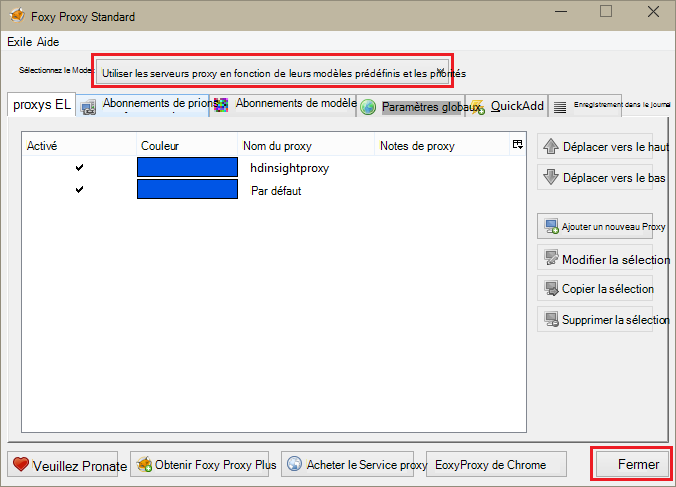 Foxy Proxy Standard
Exile Aide
Sélectionnez le Mode:
Utiliser les serveurs proxy en fonction de leurs modèles prédéfinis et les priorités
proxys EL
Abonnements de prions
Abonnements de modèle
Paramètres globaux
QuickAdd
Enregistrement dans le journal
Activé Couleur Nom du proxy Notes de proxy
hdinsightproxy
Par défaut
Déplacer vers le haut
Déplacer vers le bas
Ajouter un nouveau Proxy
Modifier la sélection
Copier la sélection
Supprimer la sélection
Veuillez Pronate
Obtenir Foxy Proxy Plus
Acheter le Service proxy
EoxyProxy de Chrome
Fermer